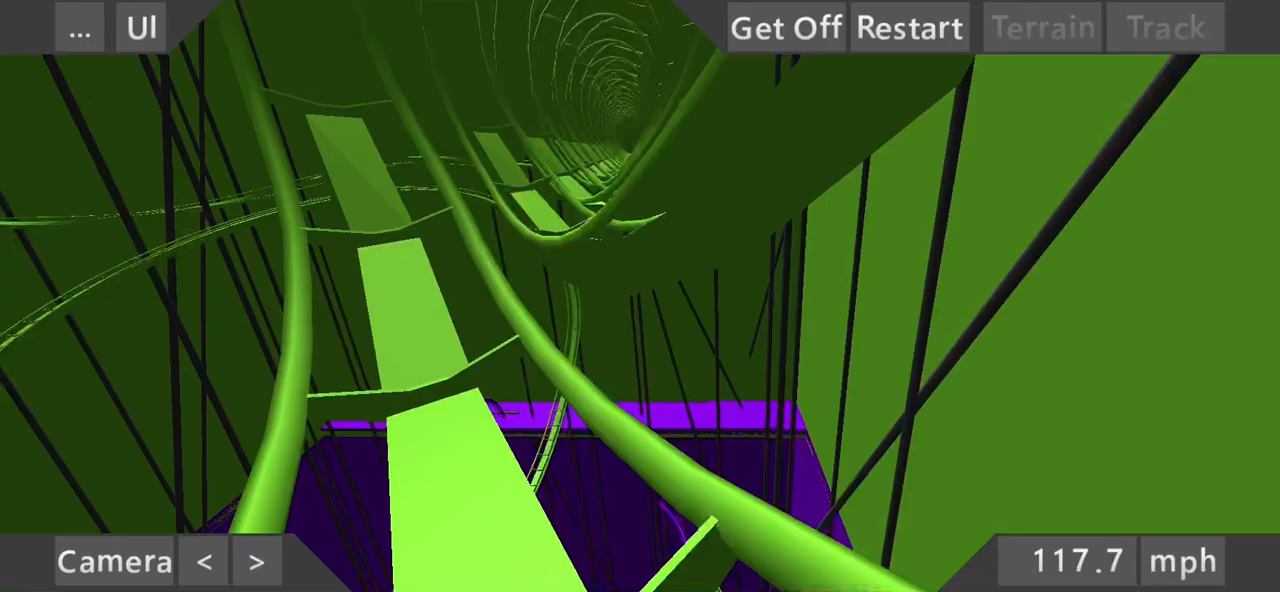 ... UI Get Off Restart Terrain Track
Camera < > 117.7 mph